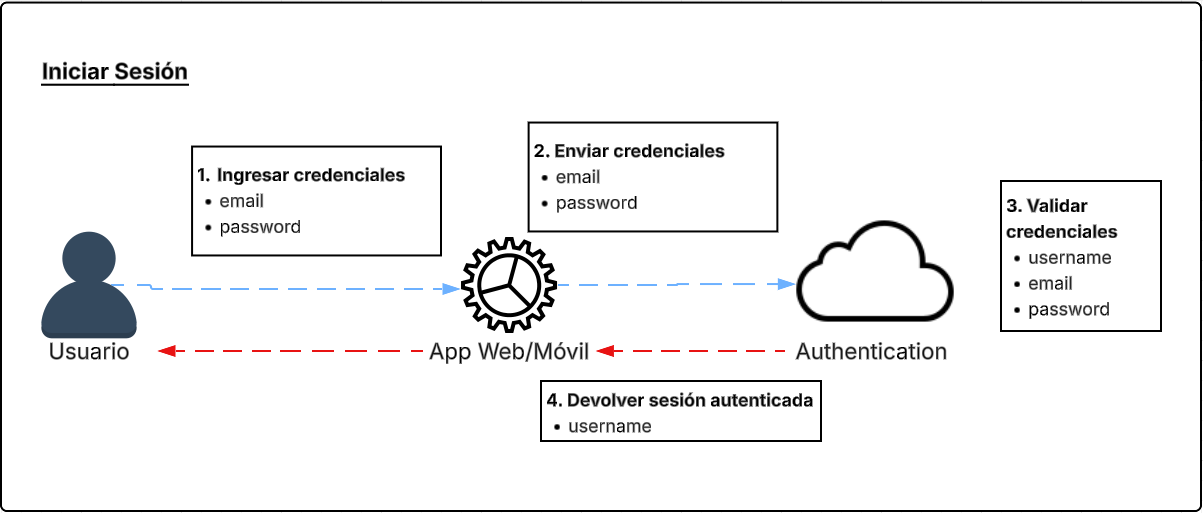 Iniciar Sesión
1. Ingresar credenciales
• email
• password
2. Enviar credenciales
• email
• password
3. Validar
credenciales
• username
• email
• password
Usuario
App Web/Móvil
Authentication
4. Devolver sesión autenticada
• username